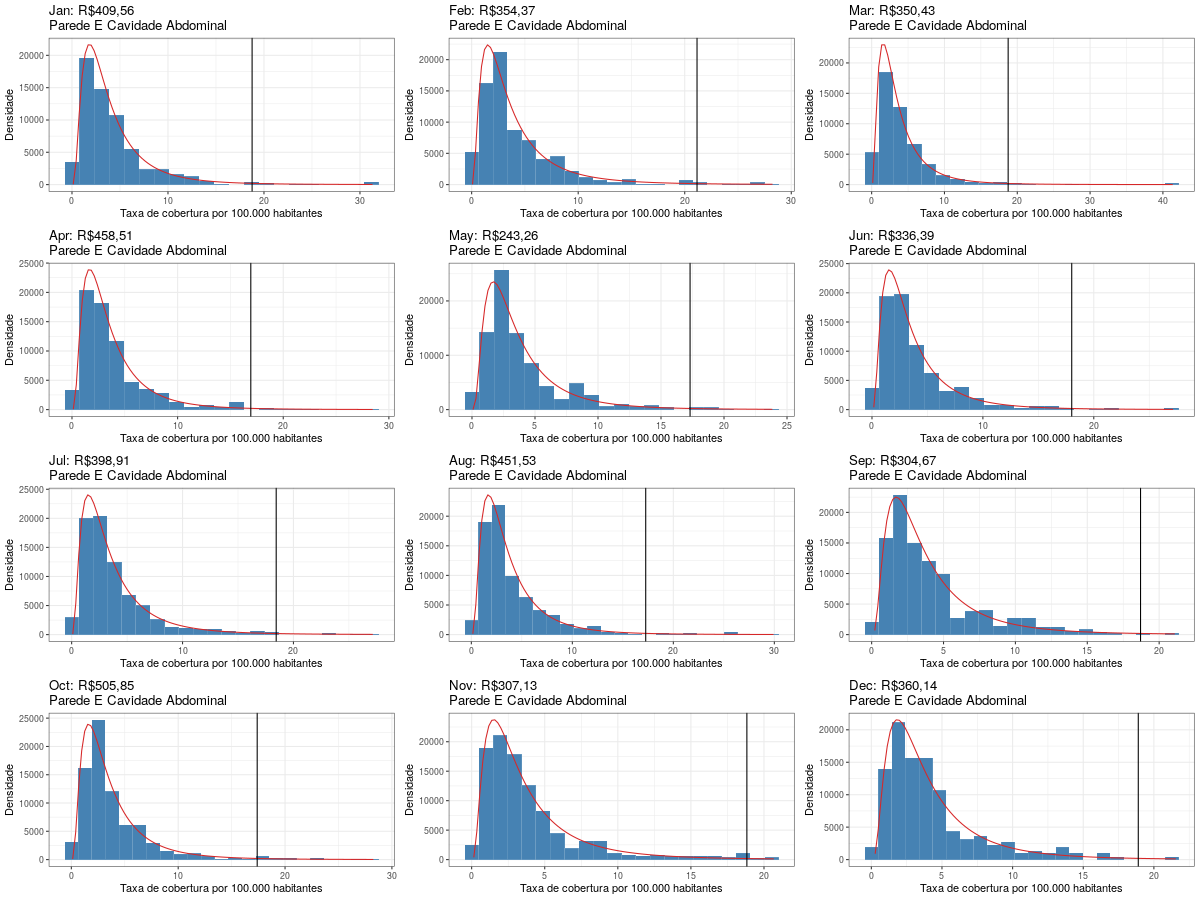 Jan: R$409,56
Parede E Cavidade Abdominal
Densidade
20000
15000
10000
5000
0
0 10 20 30
Taxa de cobertura por 100.000 habitantes
Feb: R$354,37
Parede E Cavidade Abdominal
Densidade
20000
15000
10000
5000
0
0 10 20 30
Taxa de cobertura por 100.000 habitantes
Mar: R$350,43
Parede E Cavidade Abdominal
Densidade
20000
15000
10000
5000
0
0 10 20 30 40
Taxa de cobertura por 100.000 habitantes
Apr: R$458,51
Parede E Cavidade Abdominal
Densidade
25000
20000
15000
10000
5000
0
0 10 20 30
Taxa de cobertura por 100.000 habitantes
May: R$243,26
Parede E Cavidade Abdominal
Densidade
20000
10000
0
0 5 10 15 20 25
Taxa de cobertura por 100.000 habitantes
Jun: R$336,39
Parede E Cavidade Abdominal
Densidade
25000
20000
15000
10000
5000
0
0 10 20
Taxa de cobertura por 100.000 habitantes
Jul: R$398,91
Parede E Cavidade Abdominal
Densidade
25000
20000
15000
10000
5000
0
0 10 20
Taxa de cobertura por 100.000 habitantes
Aug: R$451,53
Parede E Cavidade Abdominal
Densidade
20000
15000
10000
5000
0
0 10 20 30
Taxa de cobertura por 100.000 habitantes
Sep: R$304,67
Parede E Cavidade Abdominal
Densidade
20000
15000
10000
5000
0
0 5 10 15 20
Taxa de cobertura por 100.000 habitantes
Oct: R$505,85
Parede E Cavidade Abdominal
Densidade
25000
20000
15000
10000
5000
0
0 10 20 30
Taxa de cobertura por 100.000 habitantes
Nov: R$307,13
Parede E Cavidade Abdominal
Densidade
20000
15000
10000
5000
0
0 5 10 15 20
Taxa de cobertura por 100.000 habitantes
Dec: R$360,14
Parede E Cavidade Abdominal
Densidade
20000
15000
10000
5000
0
0 5 10 15 20
Taxa de cobertura por 100.000 habitantes